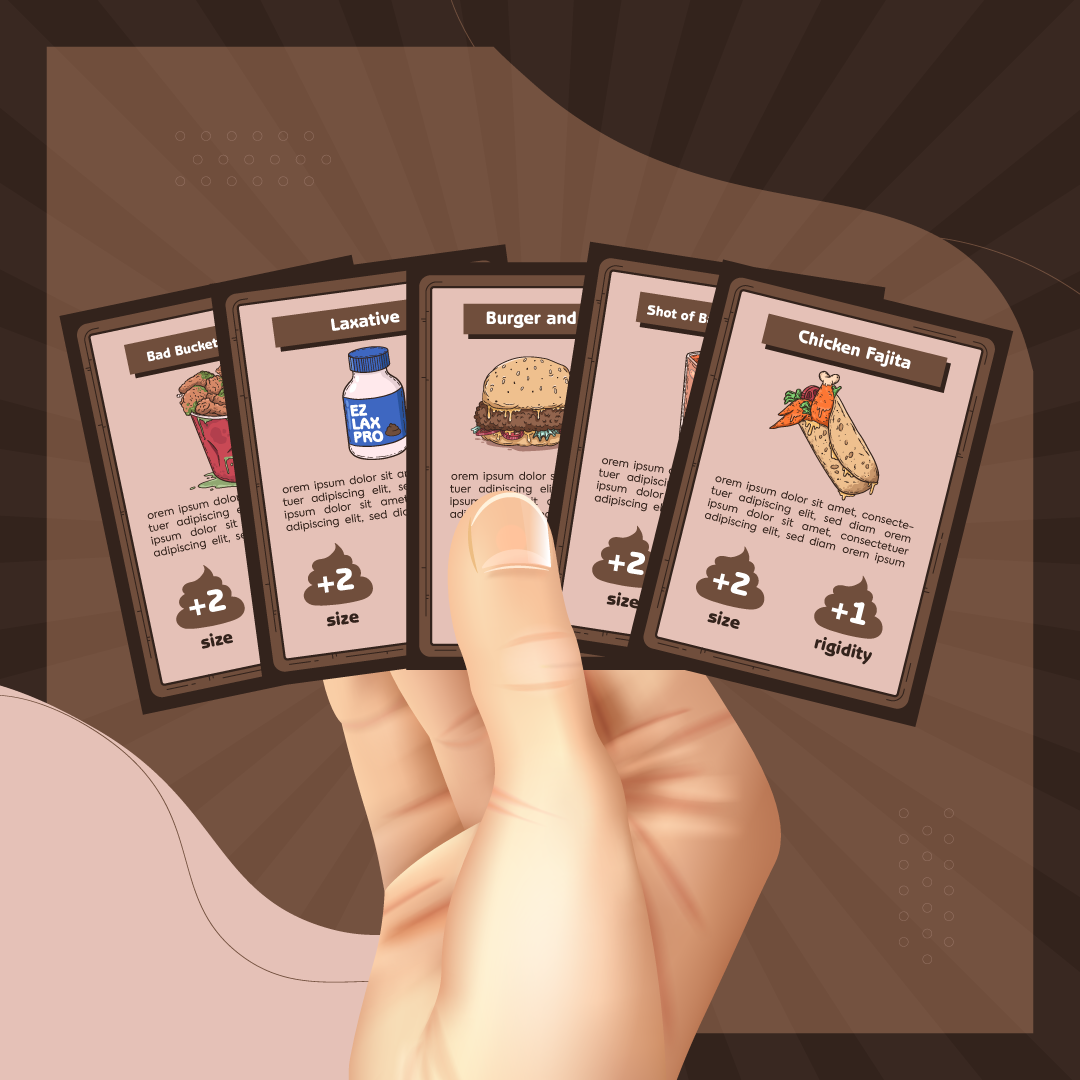 Bad Bucket
orem ipsum dolor
tuer adipiscing e
ipsum dolor sit
adipiscing elit, se
+2
size
Laxative
EZ
LAX
PRO
orem ipsum dolor sit ar
tuer adipiscing elit, se
ipsum dolor sit amet
adipiscing elit, sed dic
+2
size
Burger and
orem ipsum dolor s
tuer adipiscing eli
ipsum
Shot of B
orem ipsum
tuer adipiscing
ipsum dolor
adipiscing el
+2
size
Chicken Fajita
orem ipsum dolor sit amet, consecte-
tuer adipiscing elit, sed diam orem
ipsum dolor sit amet, consectetuer
adipiscing elit, sed diam orem ipsum
+2
size
+1
rigidity